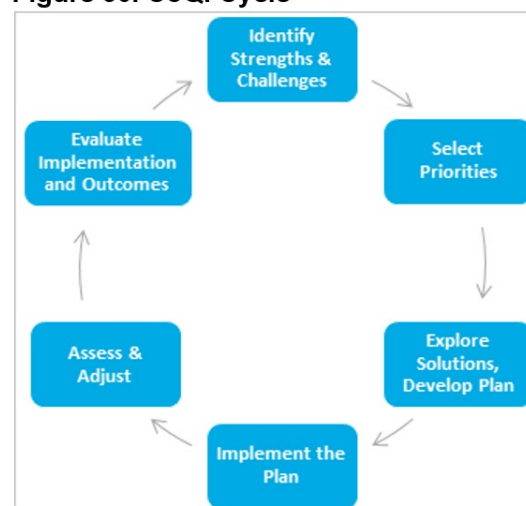 Identify
Strengths &
Challenges
Select
Priorities
Explore
Solutions,
Develop Plan
Implement the
Plan
Assess &
Adjust
Evaluate
Implementation
and Outcomes